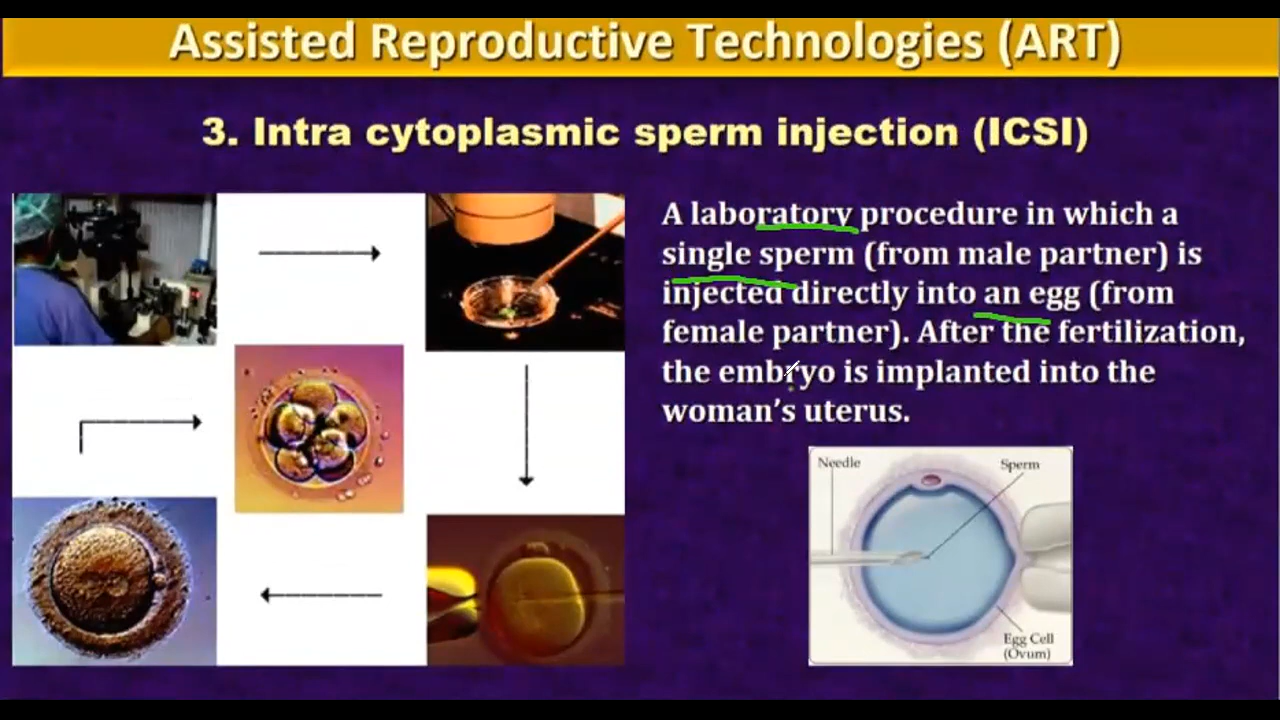 Assisted Reproductive Technologies (ART)
3. Intra cytoplasmic sperm injection (ICSI)
A laboratory procedure in which a
single sperm (from male partner) is
injected directly into an egg (from
female partner). After the fertilization,
the embryo is implanted into the
woman's uterus.
Needle
Sperm
Egg Cell
(Ovum)